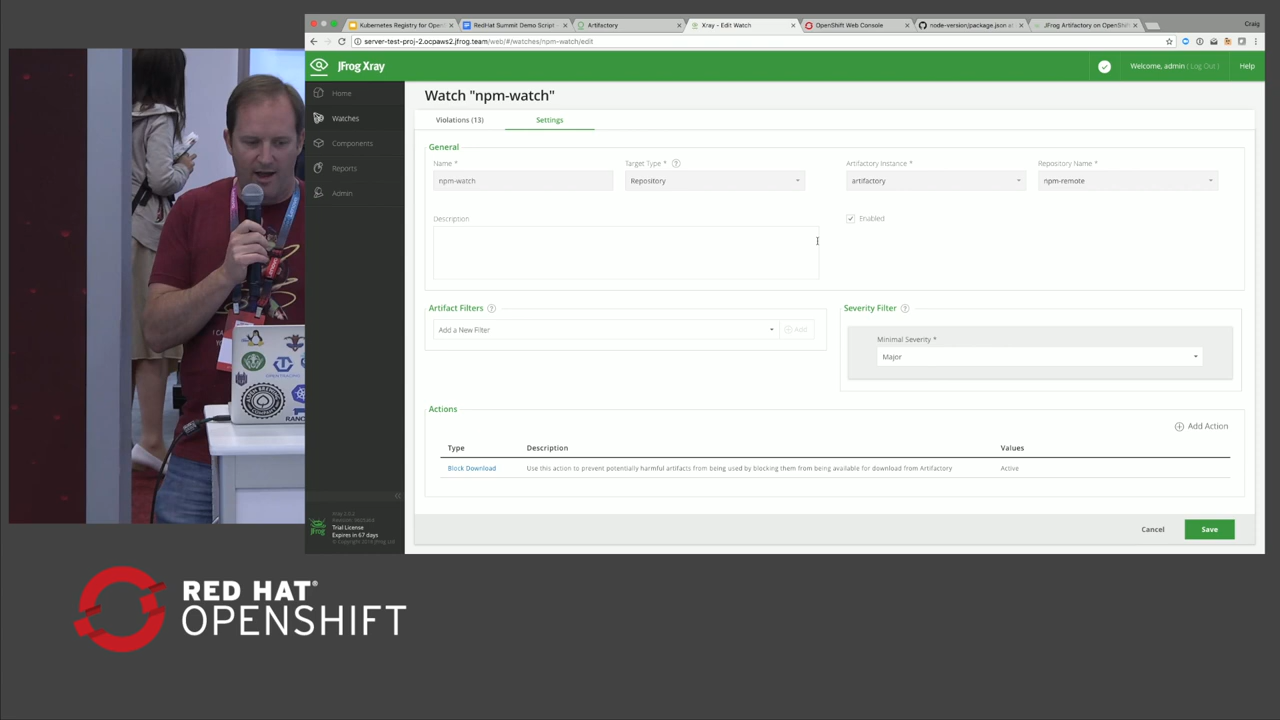 Kubernetes Registry for Open
RedHat Summit Demo Script -
Artifactory
Xray - Edit Watch
OpenShift Web Console
node-version/package.json at
JFrog Artifactory on OpenShift
Craig
server-test-proj-2.ocpaws2.jfrog.team/web/#/watches/npm-watch/edit
JFrog Xray
Welcome, admin ( Log Out )
Help
Home
Watches
Components
Reports
Admin
Watch "npm-watch"
Violations (13)
Settings
General
Name *
Target Type *
Artifactory Instance *
Repository Name *
npm-watch
Repository
artifactory
npm-remote
Description
Enabled
Artifact Filters
Add a New Filter
Add
Severity Filter
Minimal Severity *
Major
Actions
Add Action
Type
Description
Values
Block Download
Use this action to prevent potentially harmful artifacts from being used by blocking them from being available for download from Artifactory
Active
Cancel
Save
JFrog
Trial License
Expires in 67 days
RED HAT®
OPENSHIFT